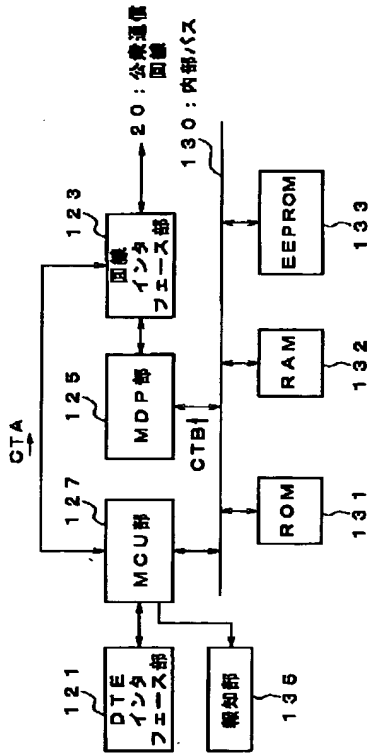 CTA
121
DTE
インタ
フェース部
127
MCU部
125
MDP部
123
回線
インタ
フェース部
20:公衆通信
回線
CTB
130:内部バス
報知部
135
ROM
131
RAM
132
EEPROM
133